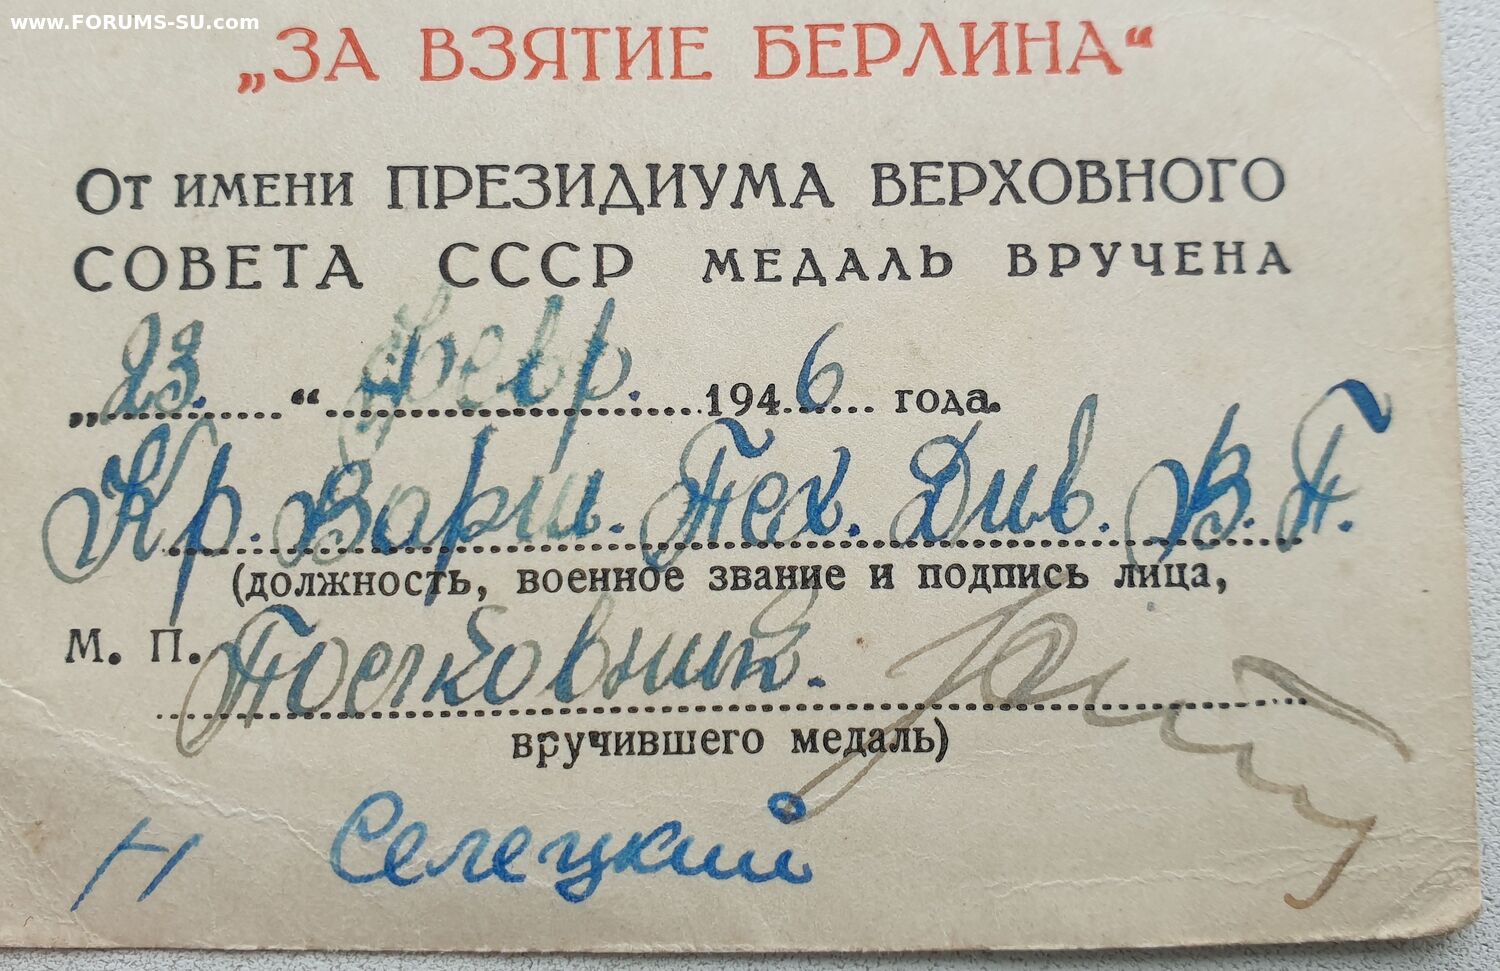 www.FORUMS-SU.com
„ЗА ВЗЯТИЕ БЕРЛИНА“
От имени ПРЕЗИДИУМА ВЕРХОВНОГО
СОВЕТА СССР МЕДАЛЬ ВРУЧЕНА
„23.“ Февр. 1946 года.
Кр. Варш. Тех. Див. В. П.
(должность, военное звание и подпись лица,
М. П. Полковник.
вручившего медаль)
Н Селецкий